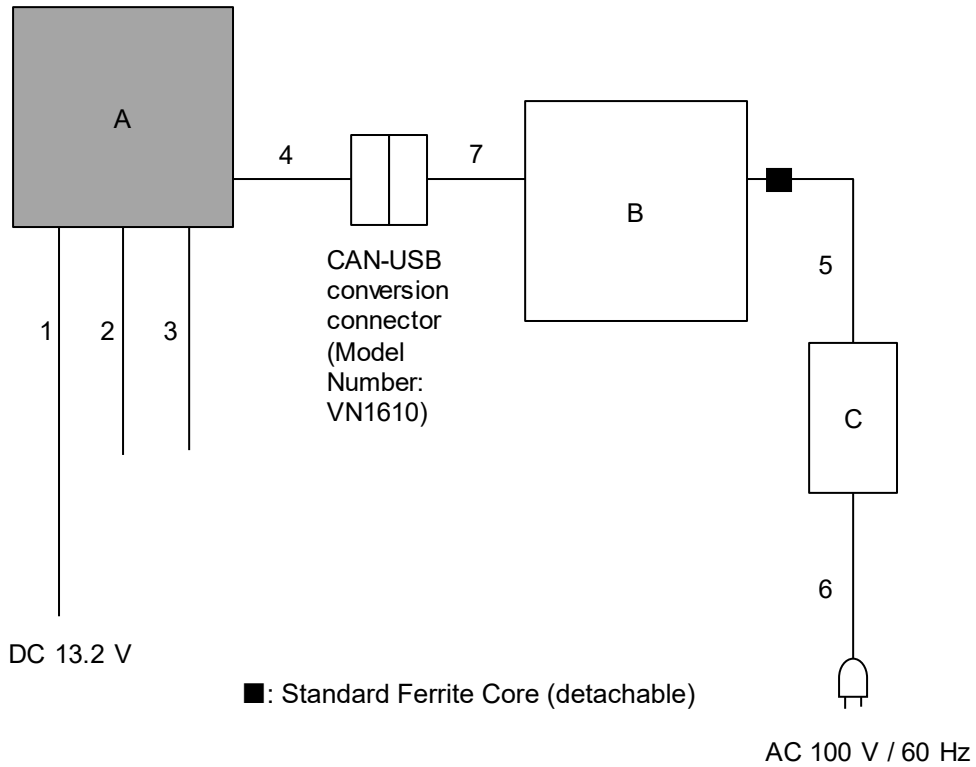 A
4
7
B
CAN-USB
conversion
connector
(Model
Number:
VN1610)
5
1
2
3
C
6
DC 13.2 V
■: Standard Ferrite Core (detachable)
AC 100 V / 60 Hz